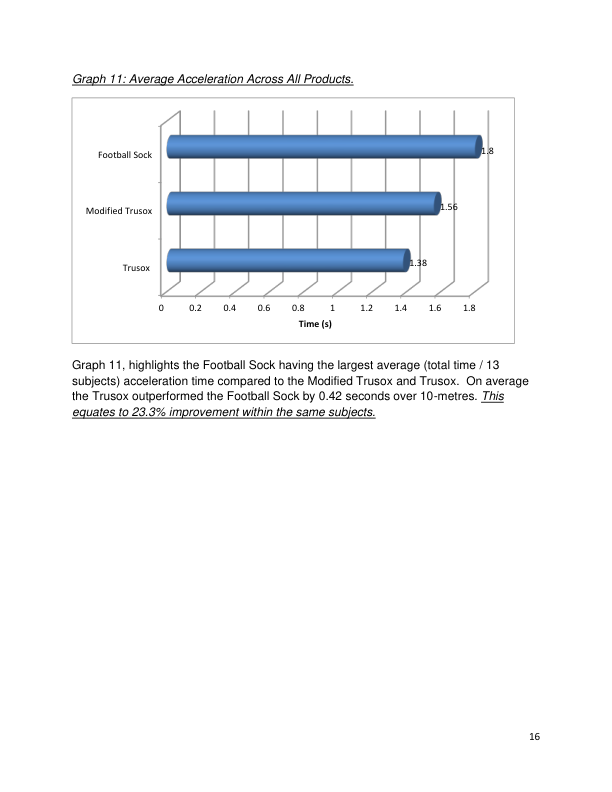 Graph 11: Average Acceleration Across All Products.
Football Sock
1.8
Modified Trusox
1.56
Trusox
1.38
0 0.2 0.4 0.6 0.8 1 1.2 1.4 1.6 1.8
Time (s)
Graph 11, highlights the Football Sock having the largest average (total time / 13
subjects) acceleration time compared to the Modified Trusox and Trusox.  On average
the Trusox outperformed the Football Sock by 0.42 seconds over 10-metres. This
equates to 23.3% improvement within the same subjects.
16